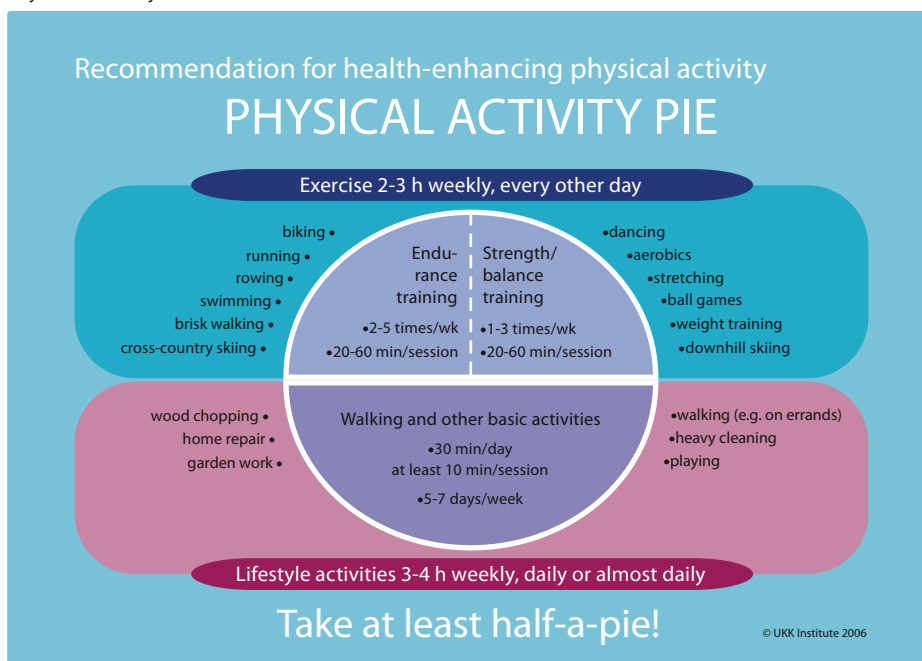 Recommendation for health-enhancing physical activity
PHYSICAL ACTIVITY PIE
Exercise 2-3 h weekly, every other day
biking •
running •
rowing •
swimming •
brisk walking •
cross-country skiing •
Endu-
rance
training
•2-5 times/wk
•20-60 min/session
Strength/
balance
training
•1-3 times/wk
•20-60 min/session
•dancing
•aerobics
•stretching
•ball games
•weight training
•downhill skiing
wood chopping •
home repair •
garden work •
Walking and other basic activities
•30 min/day
at least 10 min/session
•5-7 days/week
•walking (e.g. on errands)
•heavy cleaning
•playing
Lifestyle activities 3-4 h weekly, daily or almost daily
Take at least half-a-pie!
© UKK Institute 2006